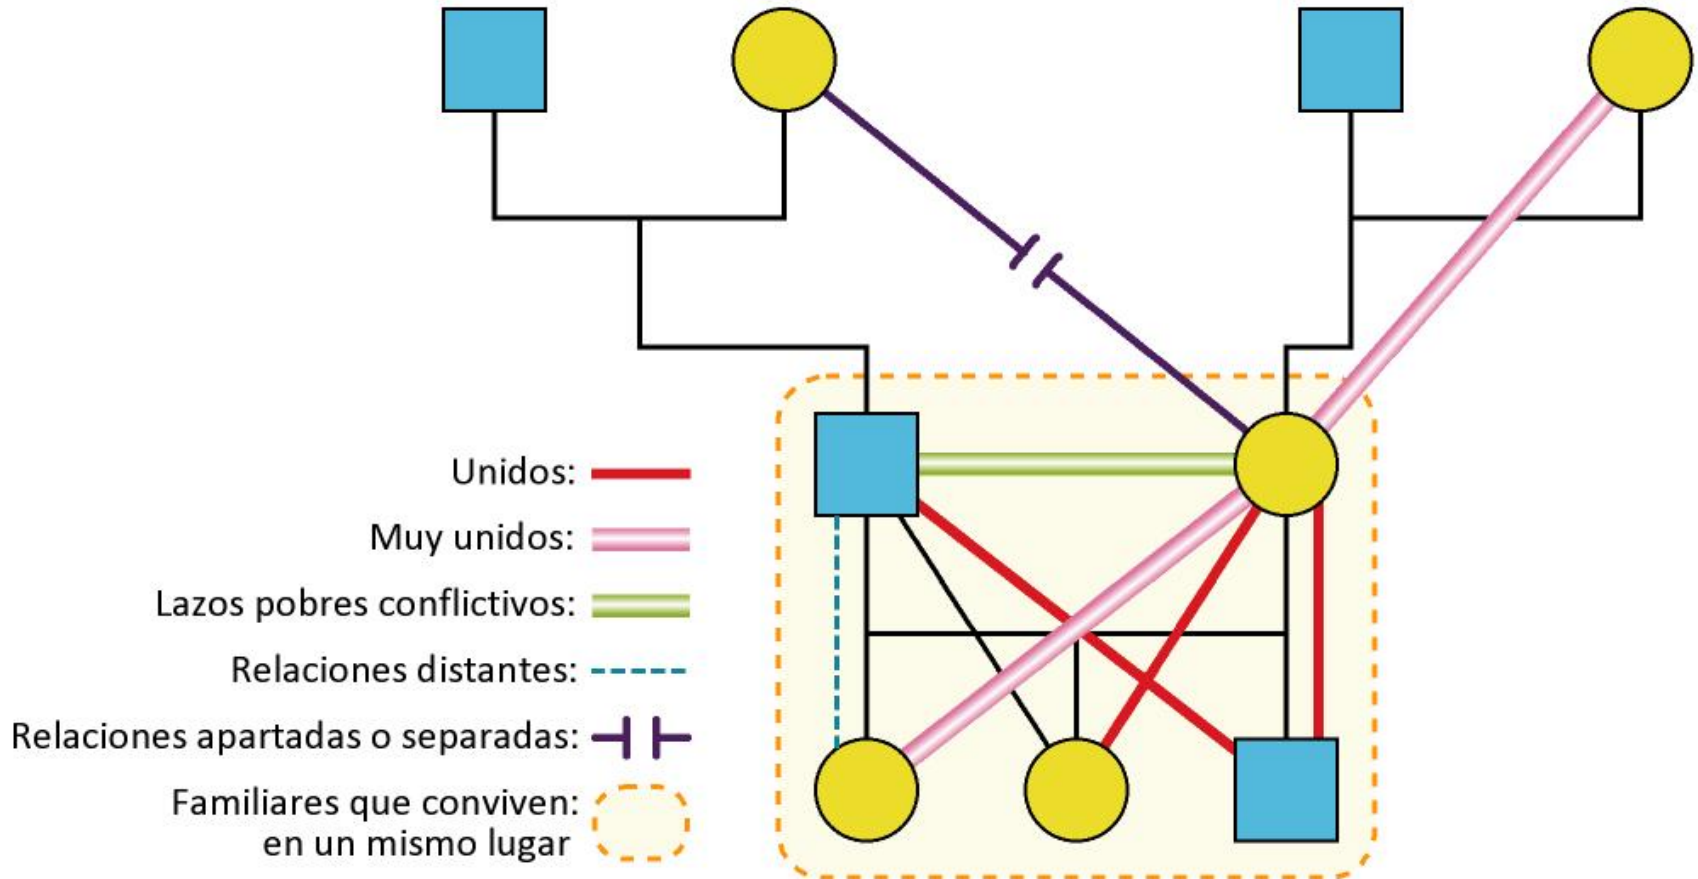 Unidos:
Muy unidos:
Lazos pobres conflictivos:
Relaciones distantes:
Relaciones apartadas o separadas:
Familiares que conviven:
en un mismo lugar